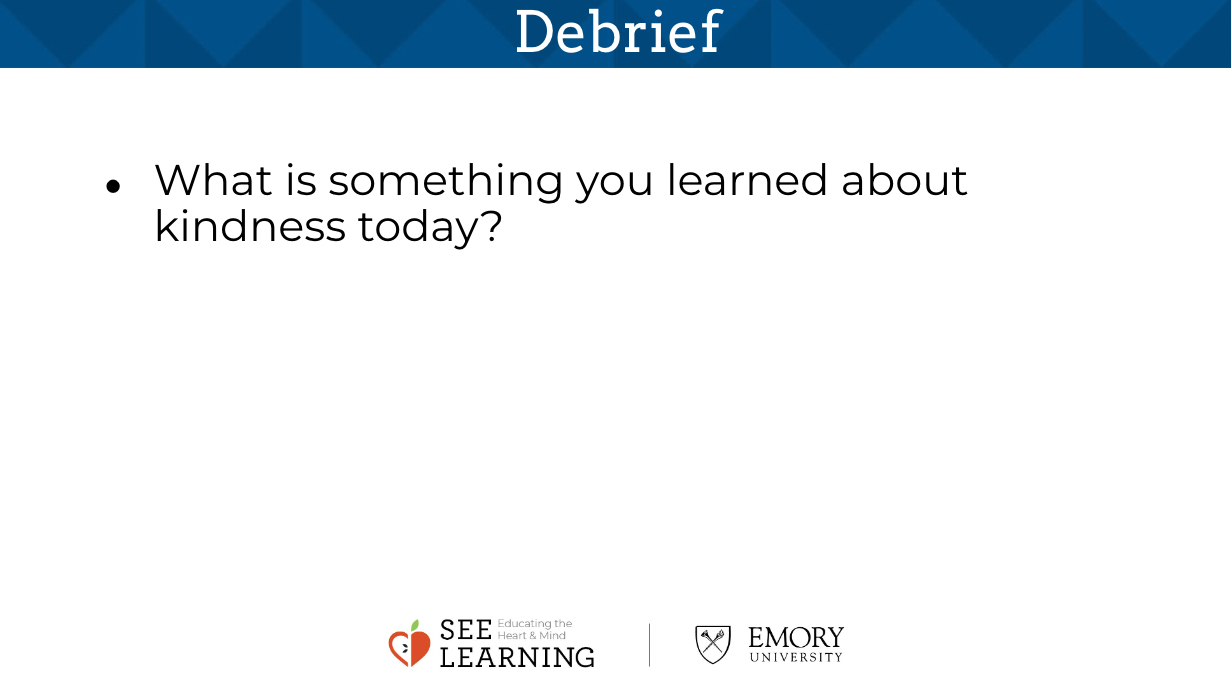 Debrief
● What is something you learned about
kindness today?
SEE Educating the
Heart & Mind
LEARNING
EMORY
UNIVERSITY